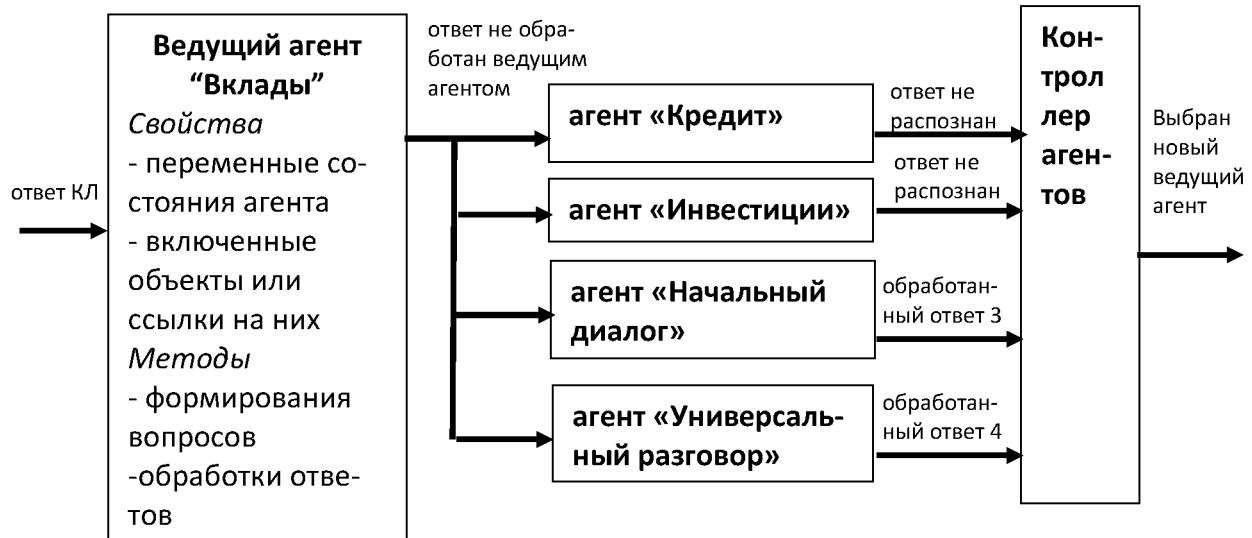 ответ КЛ
Ведущий агент
“Вклады”
Свойства
- переменные со-
стояния агента
- включенные
объекты или
ссылки на них
Методы
- формирования
вопросов
-обработки отве-
тов
ответ не обра-
ботан ведущим
агентом
агент «Кредит»
агент «Инвестиции»
агент «Начальный
диалог»
агент «Универсаль-
ный разговор»
ответ не
распознан
ответ не
распознан
обработан-
ный ответ 3
обработан-
ный ответ 4
Кон-
трол
лер
аген-
тов
Выбран
новый
ведущий
агент